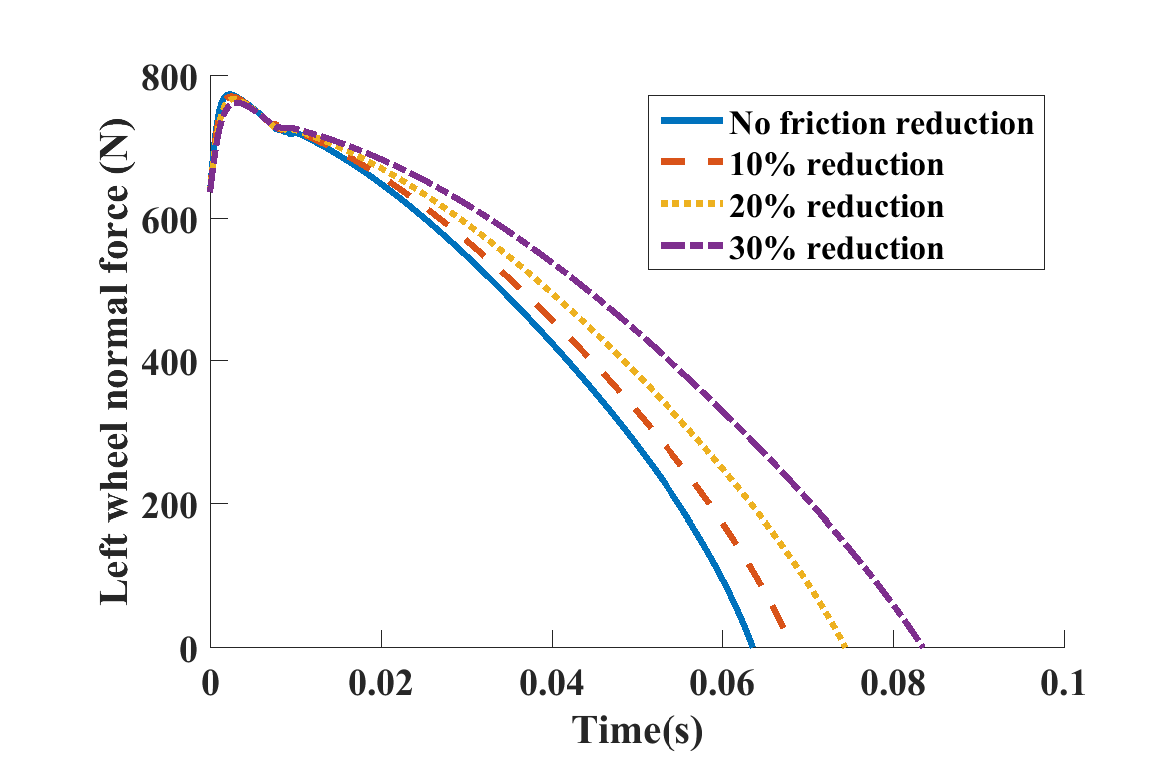 800
600
400
200
0
Left wheel normal force (N)
No friction reduction
10% reduction
20% reduction
30% reduction
0 0.02 0.04 0.06 0.08 0.1
Time(s)